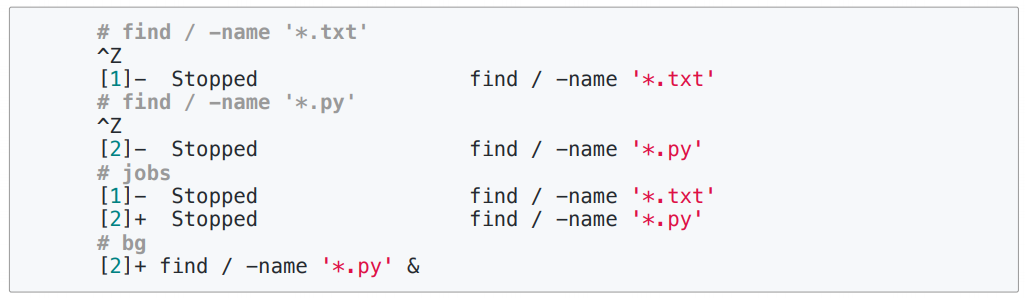 # find / -name '*.txt'
^Z
[1]-  Stopped                 find / -name '*.txt'
# find / -name '*.py'
^Z
[2]-  Stopped                 find / -name '*.py'
# jobs
[1]-  Stopped                 find / -name '*.txt'
[2]+  Stopped                 find / -name '*.py'
# bg
[2]+ find / -name '*.py' &